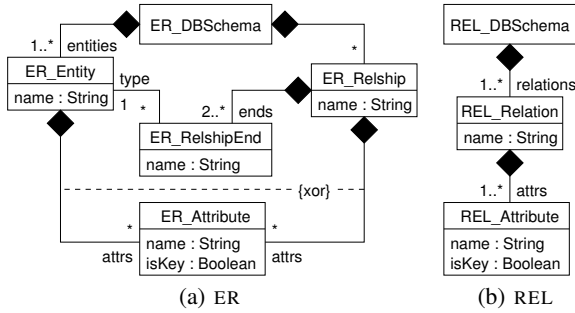 ER_DBSchema
1..* entities
*
ER_Entity
name : String
type
1
*
2..* ends
ER_Relship
name : String
ER_RelshipEnd
name : String
{xor}
ER_Attribute
name : String
isKey : Boolean
*
attrs
*
attrs
(a) ER
REL_DBSchema
1..* relations
REL_Relation
name : String
1..* attrs
REL_Attribute
name : String
isKey : Boolean
(b) REL